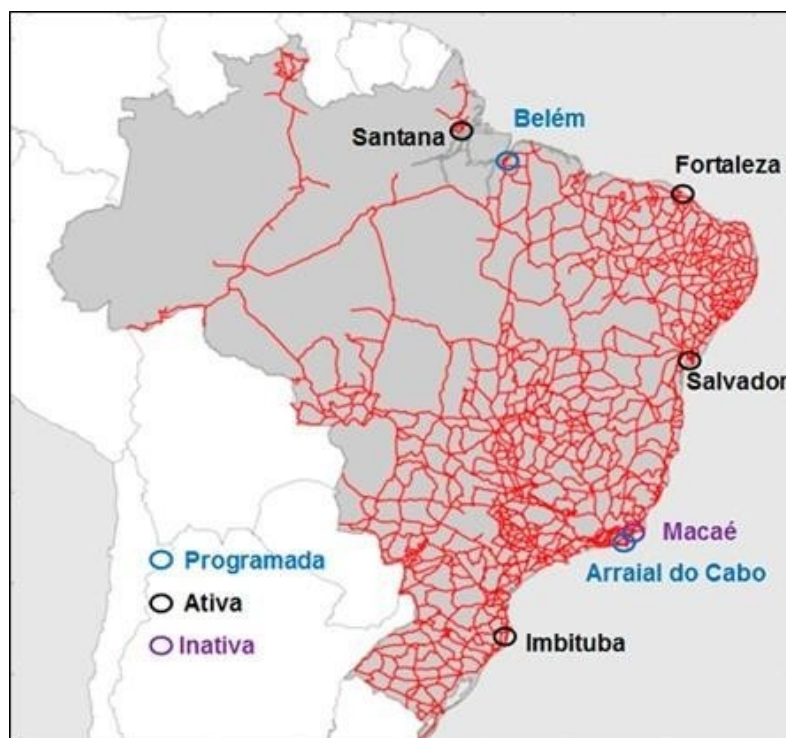 Belém
Santana
Fortaleza
Salvador
Macaé
Programada
Arraial do Cabo
Ativa
Inativa
Imbituba